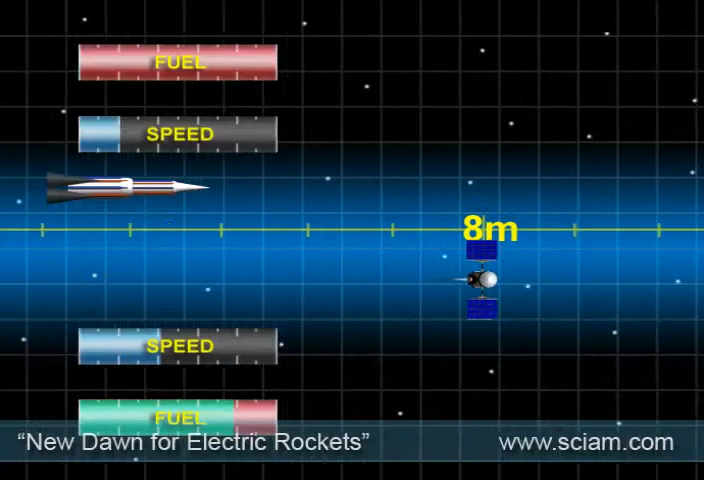 FUEL
SPEED
8m
SPEED
FUEL
“New Dawn for Electric Rockets” www.sciam.com